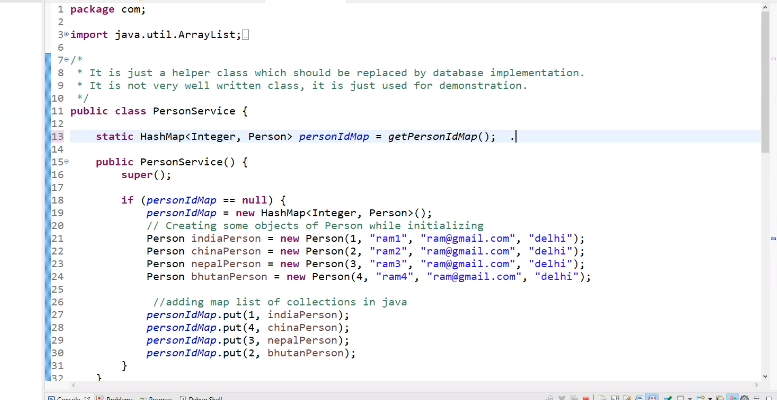 1 package com;
2
3 import java.util.ArrayList;
6
7 /*
8 * It is just a helper class which should be replaced by database implementation.
9 * It is not very well written class, it is just used for demonstration.
10 */
11 public class PersonService {
12
13 static HashMap<Integer, Person> personIdMap = getPersonIdMap(); .
14
15 public PersonService() {
16 super();
17
18 if (personIdMap == null) {
19 personIdMap = new HashMap<Integer, Person>();
20 // Creating some objects of Person while initializing
21 Person indiaPerson = new Person(1, "ram1", "ram@gmail.com", "delhi");
22 Person chinaPerson = new Person(2, "ram2", "ram@gmail.com", "delhi");
23 Person nepalPerson = new Person(3, "ram3", "ram@gmail.com", "delhi");
24 Person bhutanPerson = new Person(4, "ram4", "ram@gmail.com", "delhi");
25
26 //adding map list of collections in java
27 personIdMap.put(1, indiaPerson);
28 personIdMap.put(4, chinaPerson);
29 personIdMap.put(3, nepalPerson);
30 personIdMap.put(2, bhutanPerson);
31 }
32 }